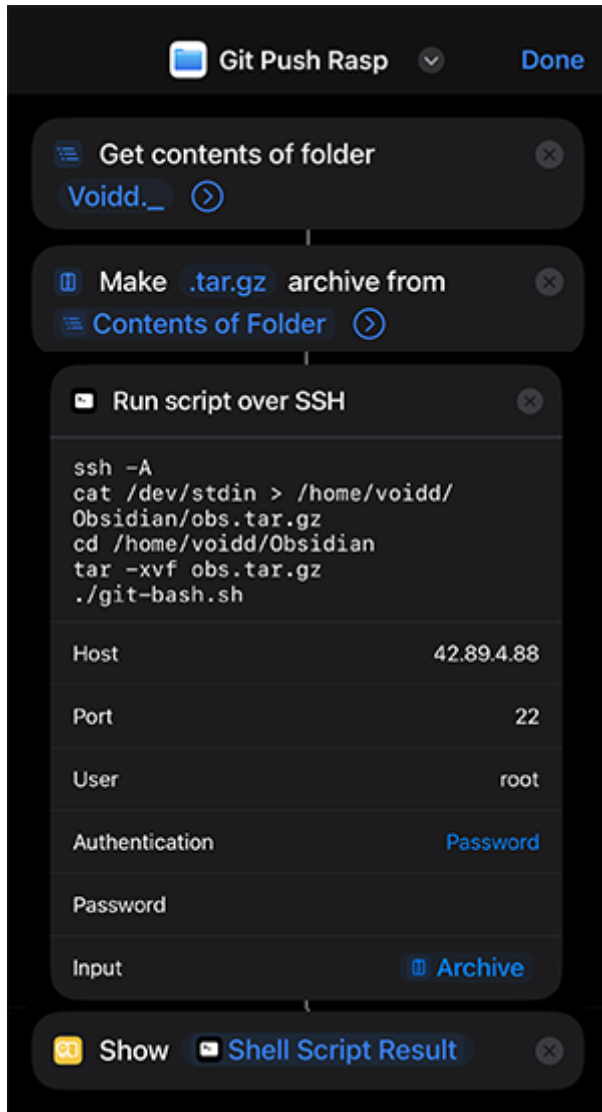 Git Push Rasp
Done
Get contents of folder
Voidd._
Make .tar.gz archive from
Contents of Folder
Run script over SSH
ssh -A
cat /dev/stdin > /home/voidd/
Obsidian/obs.tar.gz
cd /home/voidd/Obsidian
tar -xvf obs.tar.gz
./git-bash.sh
Host 42.89.4.88
Port 22
User root
Authentication Password
Password
Input Archive
Show Shell Script Result